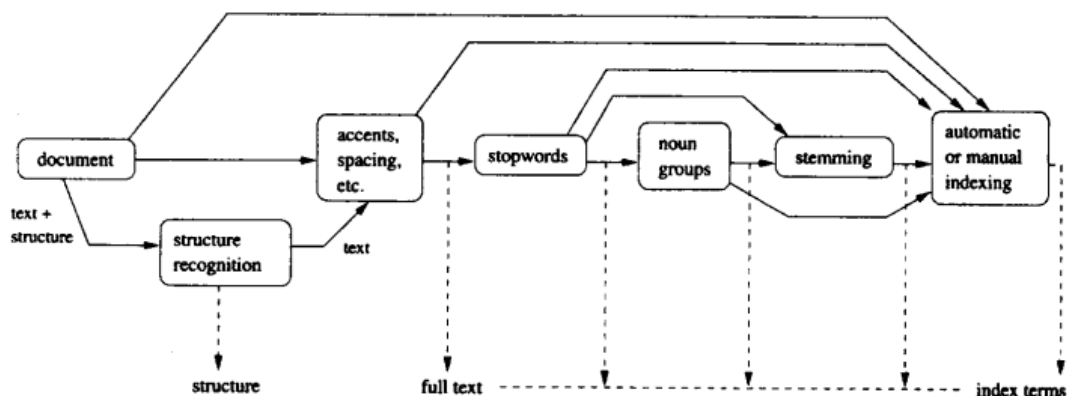 document
accents,
spacing,
etc.
stopwords
noun
groups
stemming
automatic
or manual
indexing
text +
structure
structure
recognition
text
structure
full text
index terms